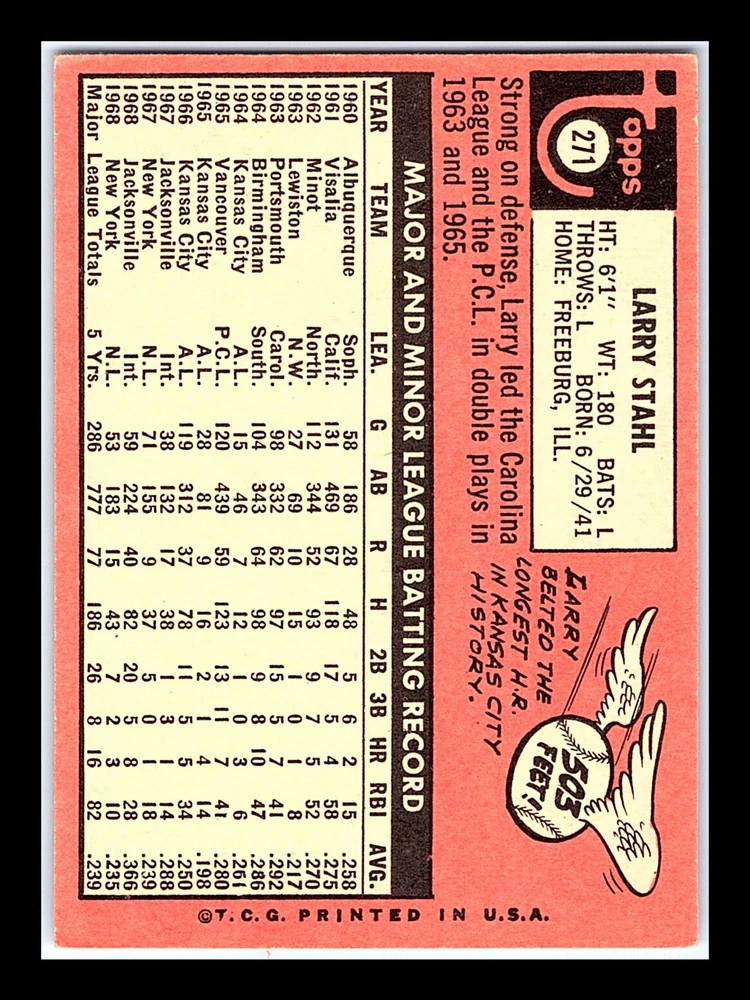 topps
271
LARRY STAHL
HT: 6'1" WT: 180 BATS: L
THROWS: L BORN: 6/29/41
HOME: FREEBURG, ILL.
Strong on defense, Larry led the Carolina
League and the P.C.L. in double plays in
1963 and 1965.
LARRY
BELTED THE
LONGEST H.R.
IN KANSAS CITY
HISTORY.
503
FEET!
MAJOR AND MINOR LEAGUE BATTING RECORD
YEAR TEAM LEA. G AB R H 2B 3B HR RBI AVG.
1960 Albuquerque Soph. 58 186 28 48 5 6 2 15 .258
1961 Visalia Calif. 131 469 67 118 17 5 4 58 .275
1962 Minot North. 112 344 52 93 9 7 5 52 .270
1963 Lewiston N.W. 27 69 10 15 1 0 1 8 .217
1963 Portsmouth Carol. 98 332 62 97 15 5 7 41 .292
1964 Birmingham South. 104 343 64 98 9 8 10 47 .286
1964 Kansas City A.L. 15 46 7 12 1 0 3 6 .261
1965 Vancouver P.C.L. 120 439 59 123 13 11 7 41 .280
1965 Kansas City A.L. 28 81 9 16 2 1 4 14 .198
1966 Kansas City A.L. 119 312 37 78 11 5 5 34 .250
1967 Jacksonville Int. 38 132 17 38 11 3 1 14 .288
1967 New York N.L. 71 155 9 37 5 0 1 18 .239
1968 Jacksonville Int. 59 224 40 82 20 5 8 28 .366
1968 New York N.L. 53 183 15 43 7 2 3 10 .235
Major League Totals 5 Yrs. 286 777 77 186 26 8 16 82 .239
©T.C.G. PRINTED IN U.S.A.